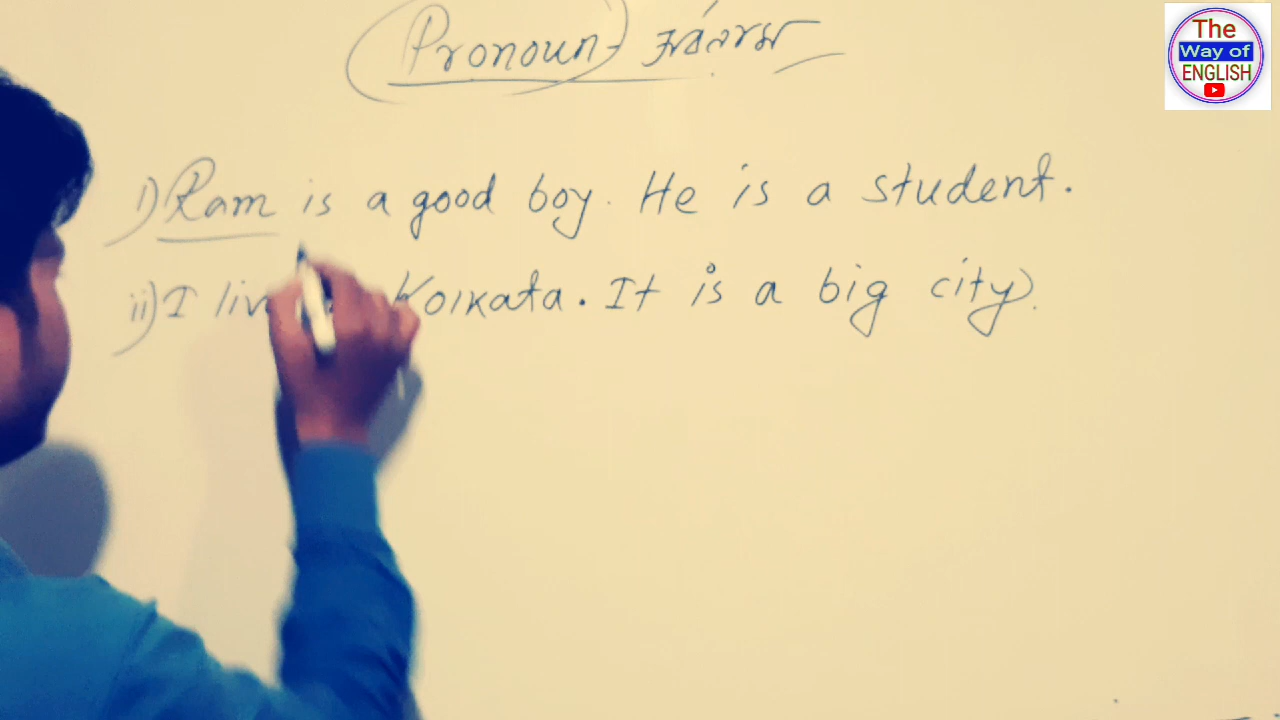 The
Way of
ENGLISH
(Pronoun-) সর্বনাম
i) Ram is a good boy. He is a student.
ii) I live Kolkata. It is a big city.